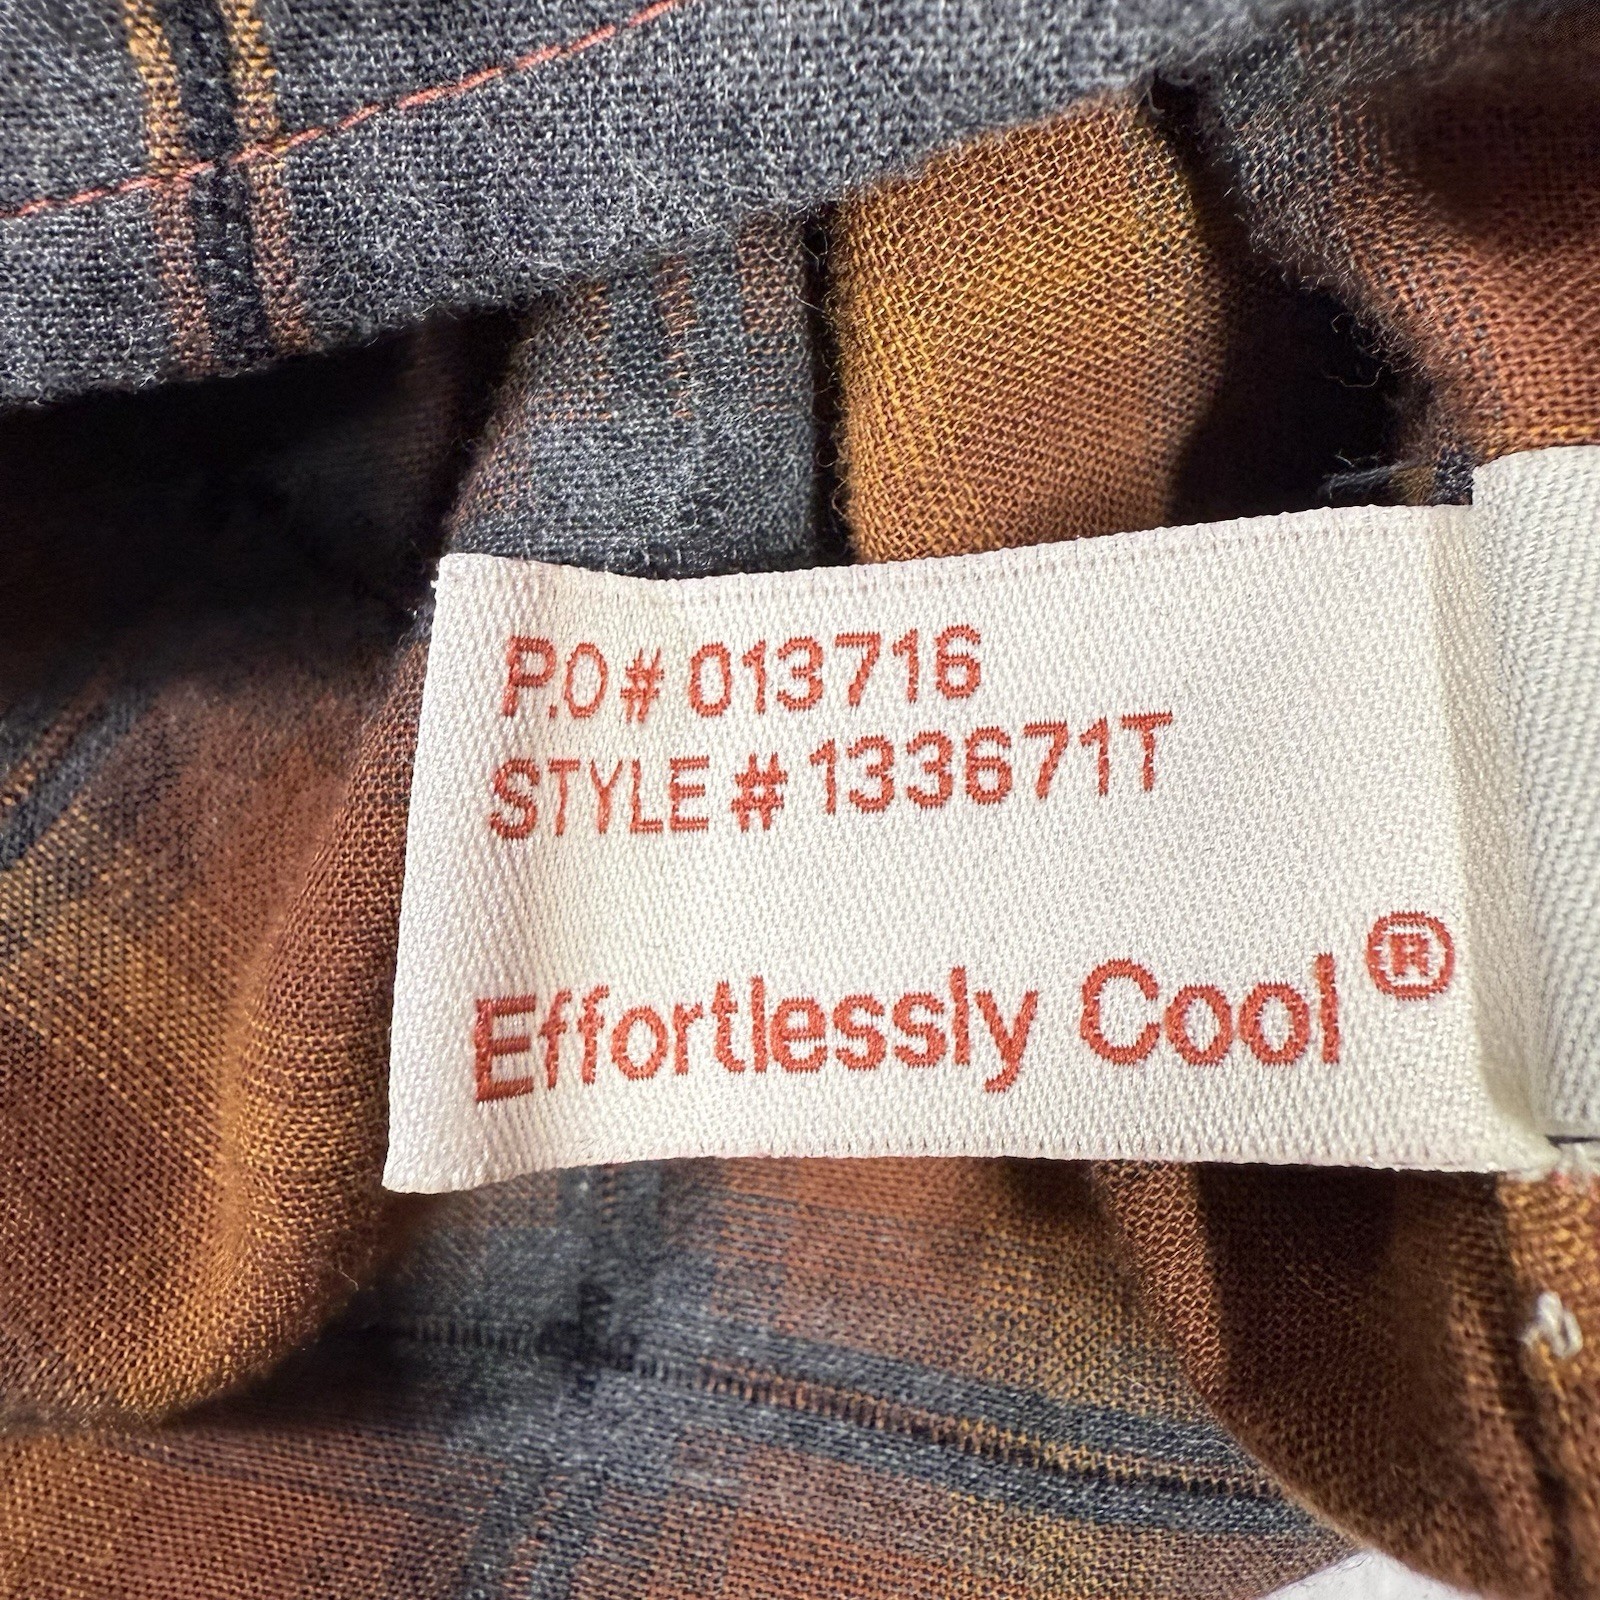 P.O# 013716
STYLE # 133671T
Effortlessly Cool®